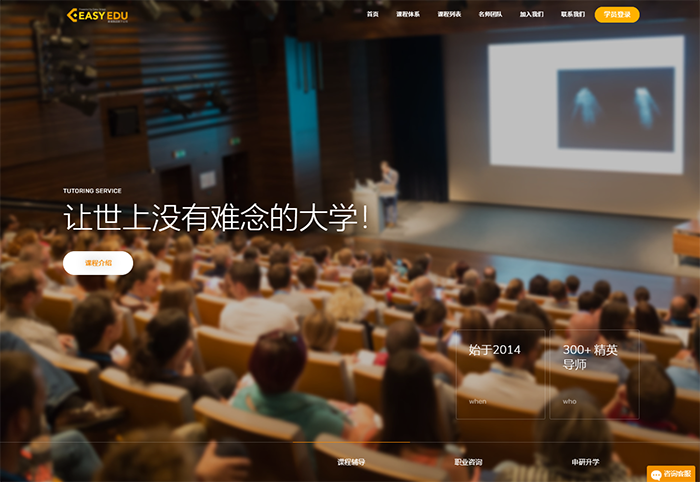 EASY EDU
首页 课程体系 课程列表 名师团队 加入我们 联系我们 学员登录
TUTORING SERVICE
让世上没有难念的大学!
课程介绍
始于2014
300+ 精英
导师
when
who
课程辅导 职业咨询 申研升学
咨询客服